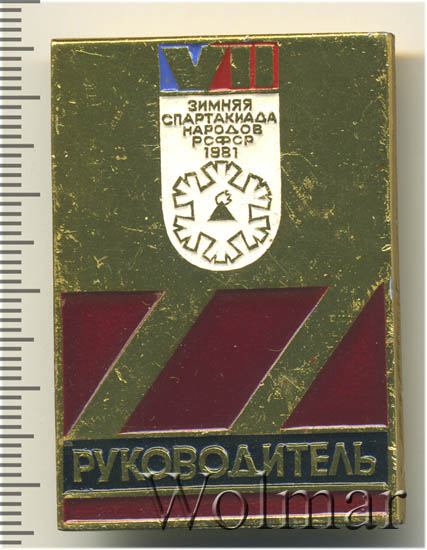 VII
ЗИМНЯЯ
СПАРТАКИАДА
НАРОДОВ
РСФСР
1981
РУКОВОДИТЕЛЬ
Wolmar